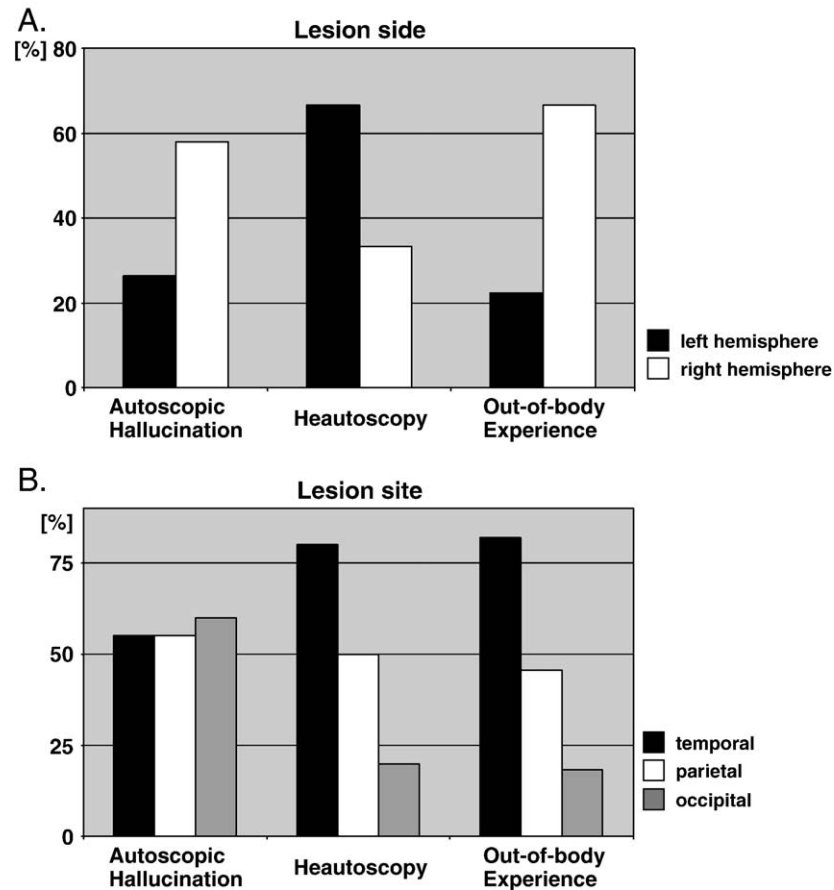 A.
Lesion side
[%] 80
60
40
20
0
left hemisphere
right hemisphere
Autoscopic
Hallucination
Heautoscopy
Out-of-body
Experience
B.
Lesion site
[%]
75
50
25
0
temporal
parietal
occipital
Autoscopic
Hallucination
Heautoscopy
Out-of-body
Experience